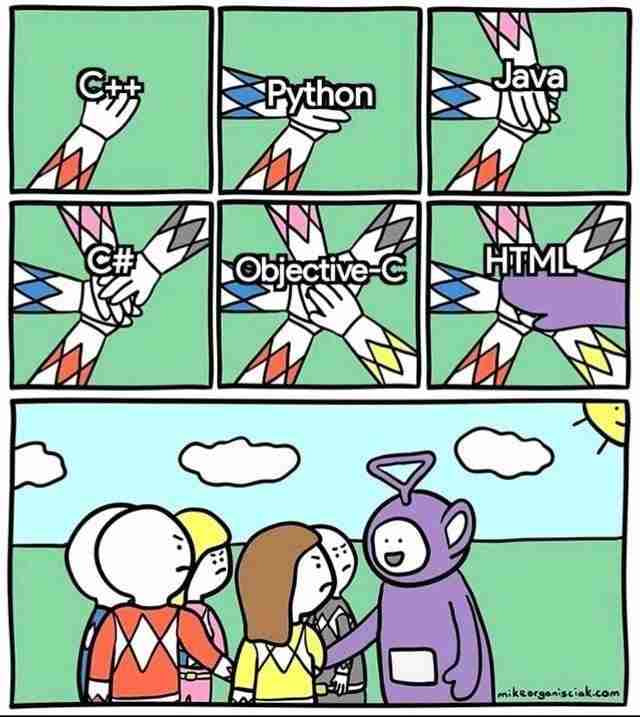 C++
Python
Java
C#
Objective-C
HTML
mikeorganisciak.com